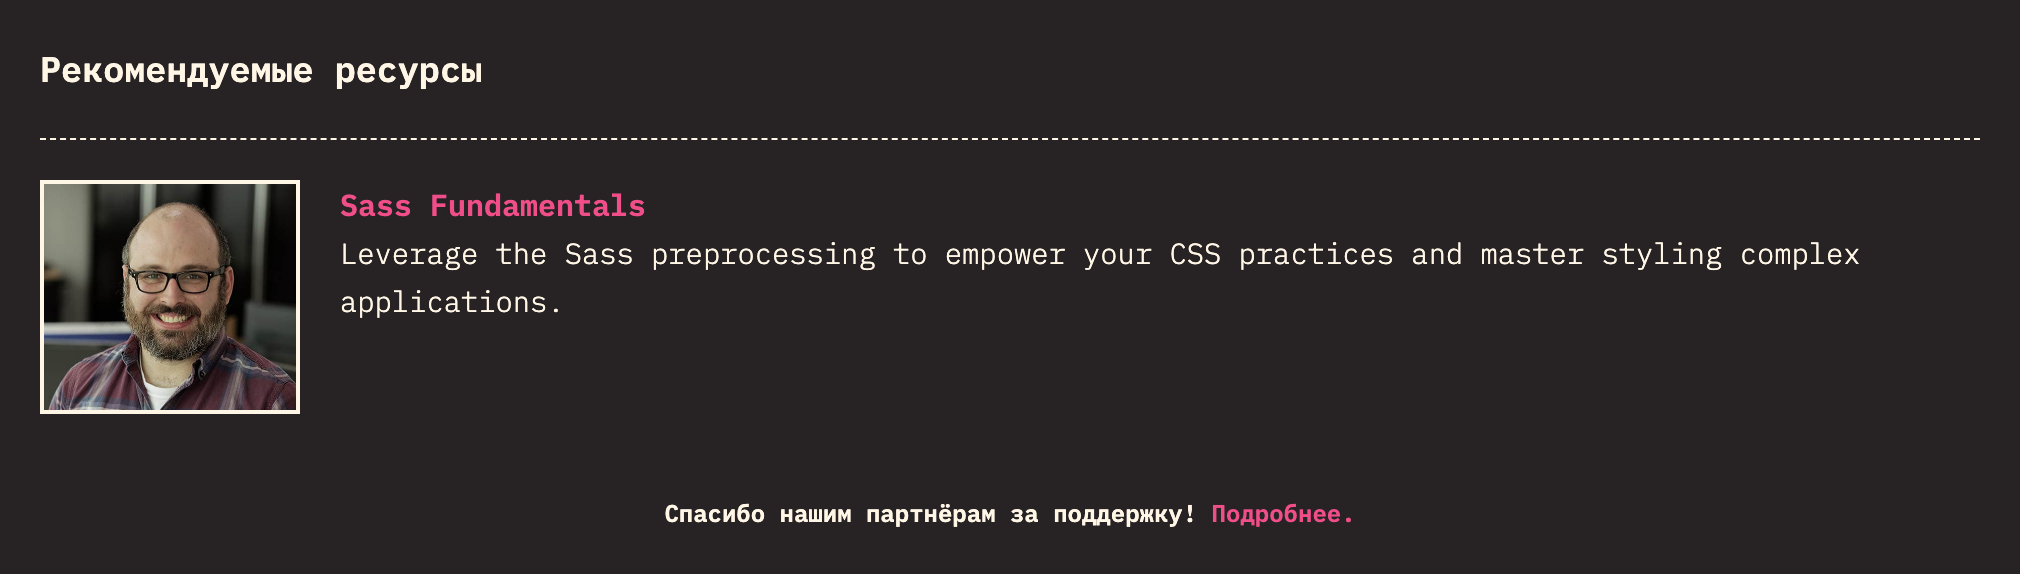 Рекомендуемые ресурсы
Sass Fundamentals
Leverage the Sass preprocessing to empower your CSS practices and master styling complex
applications.
Спасибо нашим партнёрам за поддержку! Подробнее.